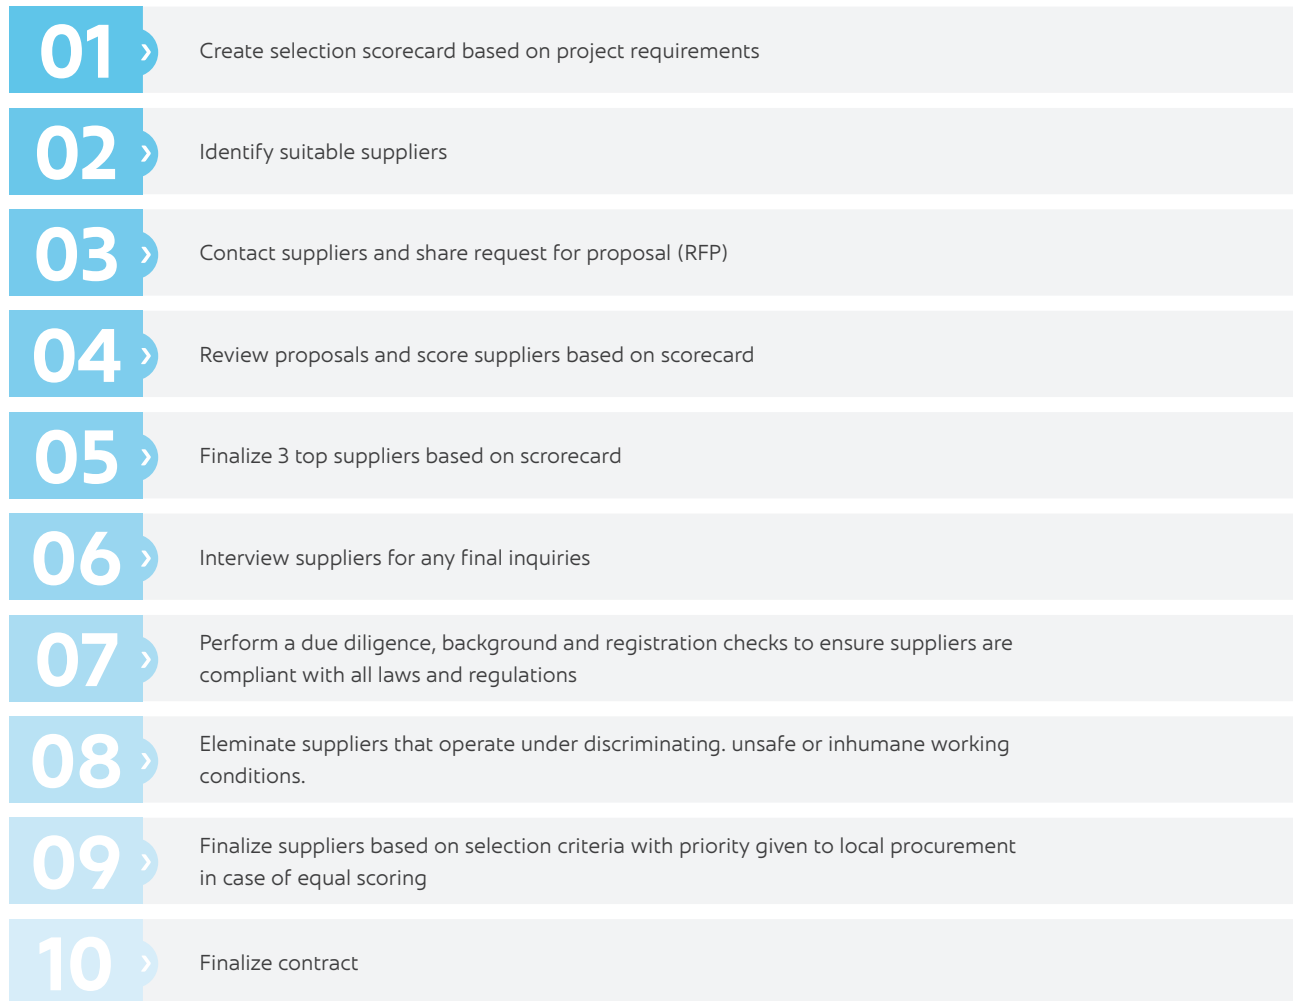 01
Create selection scorecard based on project requirements
02
Identify suitable suppliers
03
Contact suppliers and share request for proposal (RFP)
04
Review proposals and score suppliers based on scorecard
05
Finalize 3 top suppliers based on scrorecard
06
Interview suppliers for any final inquiries
07
Perform a due diligence, background and registration checks to ensure suppliers are
compliant with all laws and regulations
08
Eleminate suppliers that operate under discriminating. unsafe or inhumane working
conditions.
09
Finalize suppliers based on selection criteria with priority given to local procurement
in case of equal scoring
10
Finalize contract